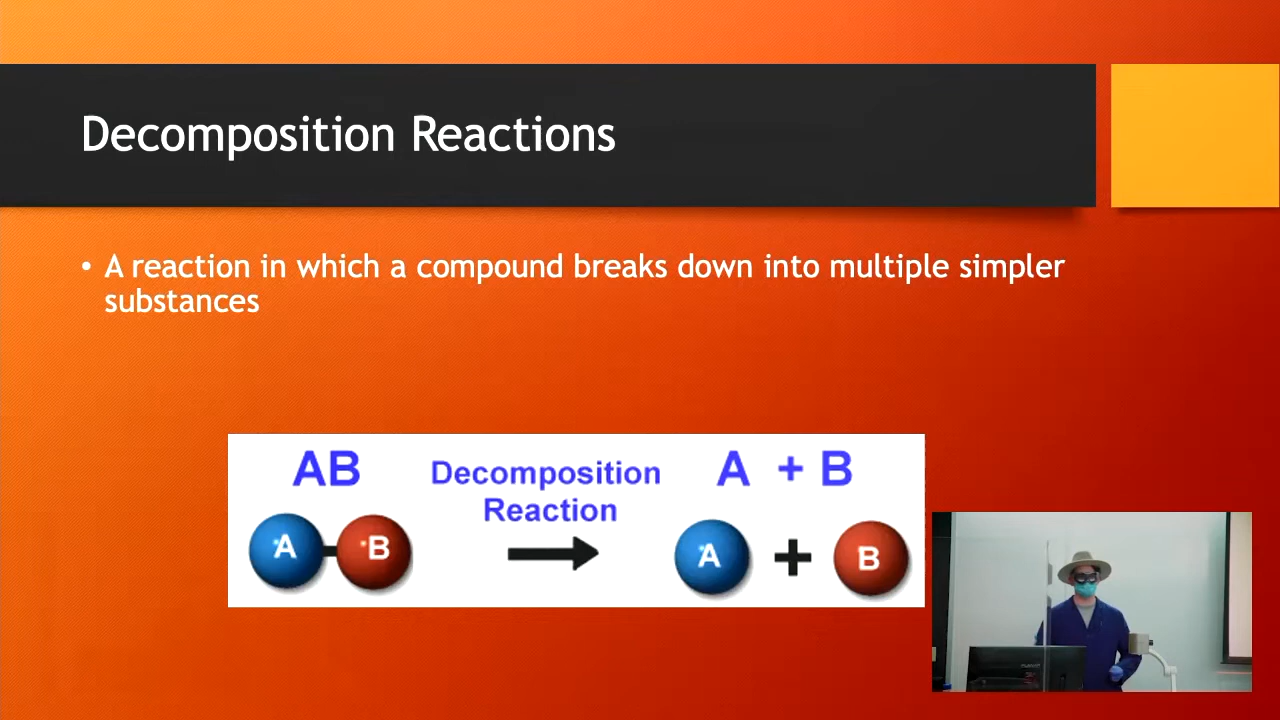 Decomposition Reactions
• A reaction in which a compound breaks down into multiple simpler
substances
AB
Decomposition
Reaction
A + B
A
B
A
+
B